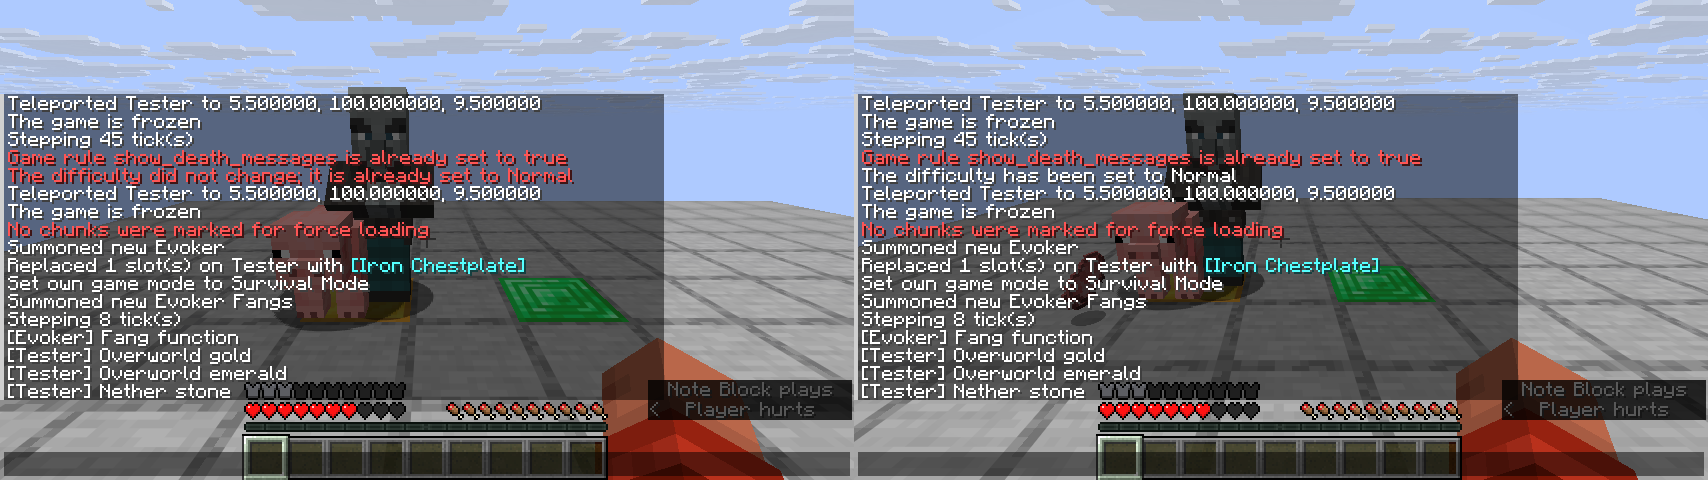 Teleported Tester to 5.500000, 100.000000, 9.500000
The game is frozen
Stepping 45 tick(s)
Game rule show_death_messages is already set to true
The difficulty did not change; it is already set to Normal
Teleported Tester to 5.500000, 100.000000, 9.500000
The game is frozen
No chunks were marked for force loading
Summoned new Evoker
Replaced 1 slot(s) on Tester with [Iron Chestplate]
Set own game mode to Survival Mode
Summoned new Evoker Fangs
Stepping 8 tick(s)
[Evoker] Fang function
[Tester] Overworld gold
[Tester] Overworld emerald
[Tester] Nether stone
Note Block plays
< Player hurts
Teleported Tester to 5.500000, 100.000000, 9.500000
The game is frozen
Stepping 45 tick(s)
Game rule show_death_messages is already set to true
The difficulty has been set to Normal
Teleported Tester to 5.500000, 100.000000, 9.500000
The game is frozen
No chunks were marked for force loading
Summoned new Evoker
Replaced 1 slot(s) on Tester with [Iron Chestplate]
Set own game mode to Survival Mode
Summoned new Evoker Fangs
Stepping 8 tick(s)
[Evoker] Fang function
[Tester] Overworld gold
[Tester] Overworld emerald
[Tester] Nether stone
Note Block plays
< Player hurts